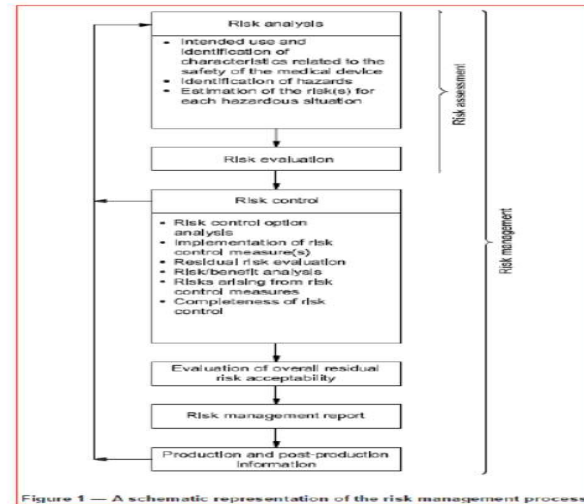 Risk analysis
• Intended use and
identification of
characteristics related to the
safety of the medical device
• Identification of hazards
• Estimation of the risk(s) for
each hazardous situation
Risk evaluation
Risk control
• Risk control option
analysis
• Implementation of risk
control measure(s)
• Residual risk evaluation
• Risk/benefit analysis
• Risks arising from risk
control measures
• Completeness of risk
control
Evaluation of overall residual
risk acceptability
Risk management report
Production and post-production
information
Risk assessment
Risk management
Figure 1 — A schematic representation of the risk management process